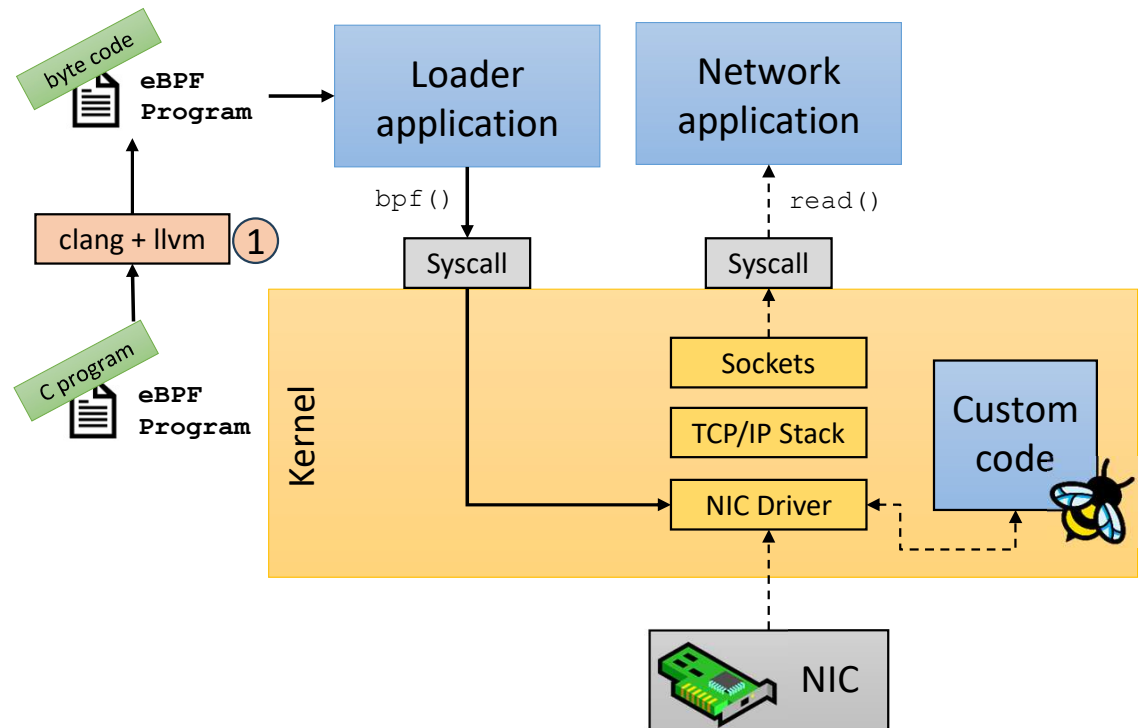 byte code
eBPF
Program
clang + llvm
1
C program
eBPF
Program
Loader
application
bpf()
Syscall
Network
application
read()
Syscall
Kernel
Sockets
TCP/IP Stack
NIC Driver
Custom
code
NIC